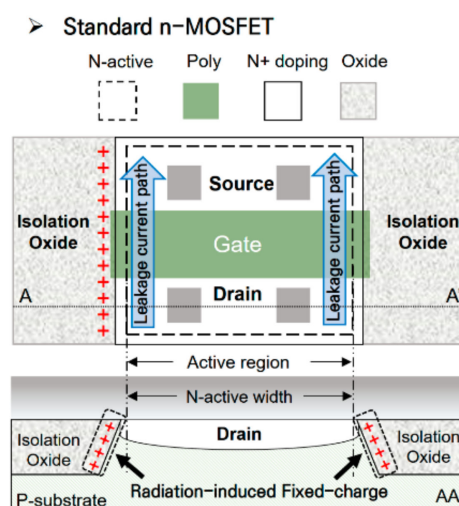 ➢ Standard n-MOSFET
N-active Poly N+ doping Oxide
Leakage current path
Leakage current path
Source
Isolation
Oxide
Isolation
Oxide
Gate
A
Drain
A
Active region
N-active width
Drain
Isolation
Oxide
Isolation
Oxide
Radiation-induced Fixed-charge
P-substrate
AA